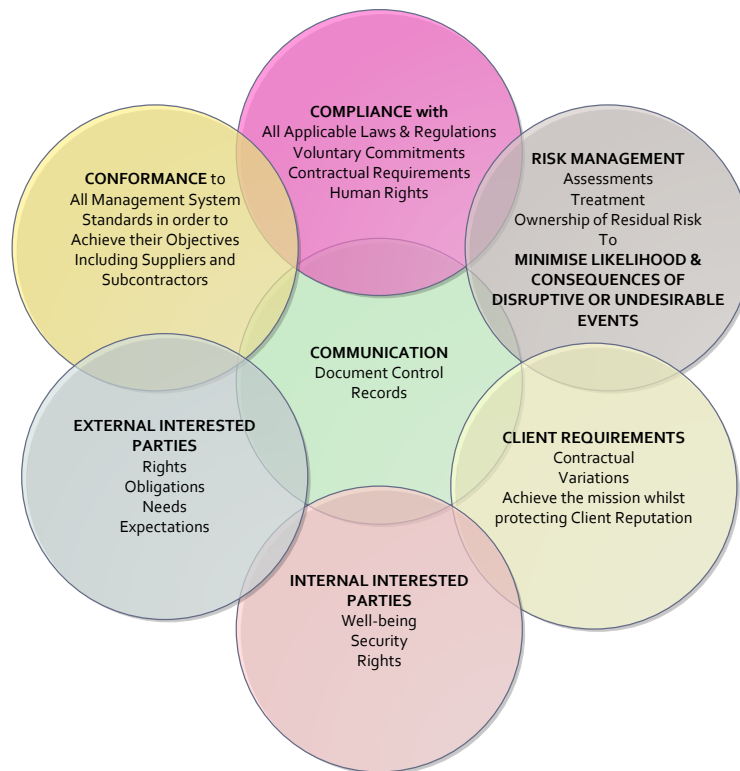 COMPLIANCE with
All Applicable Laws & Regulations
Voluntary Commitments
Contractual Requirements
Human Rights
CONFORMANCE to
All Management System
Standards in order to
Achieve their Objectives
Including Suppliers and
Subcontractors
RISK MANAGEMENT
Assessments
Treatment
Ownership of Residual Risk
To
MINIMISE LIKELIHOOD &
CONSEQUENCES OF
DISRUPTIVE OR UNDESIRABLE
EVENTS
COMMUNICATION
Document Control
Records
EXTERNAL INTERESTED
PARTIES
Rights
Obligations
Needs
Expectations
CLIENT REQUIREMENTS
Contractual
Variations
Achieve the mission whilst
protecting Client Reputation
INTERNAL INTERESTED
PARTIES
Well-being
Security
Rights